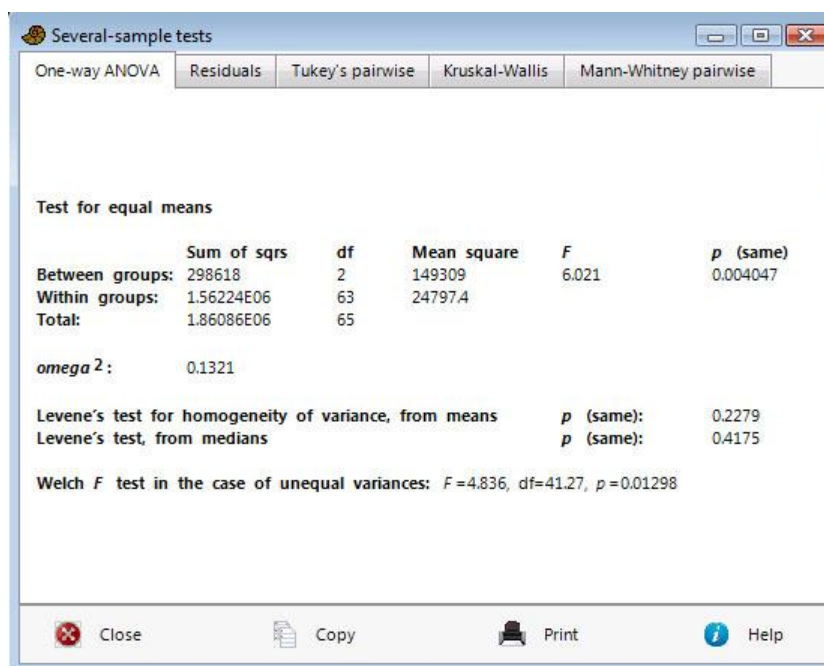 Several-sample tests
One-way ANOVA Residuals Tukey's pairwise Kruskal-Wallis Mann-Whitney pairwise
Test for equal means
Sum of sqrs df Mean square F p (same)
Between groups: 298618 2 149309 6.021 0.004047
Within groups: 1.56224E06 63 24797.4
Total: 1.86086E06 65
omega2: 0.1321
Levene's test for homogeneity of variance, from means p (same): 0.2279
Levene's test, from medians p (same): 0.4175
Welch F test in the case of unequal variances: F=4.836, df=41.27, p=0.01298
Close Copy Print Help